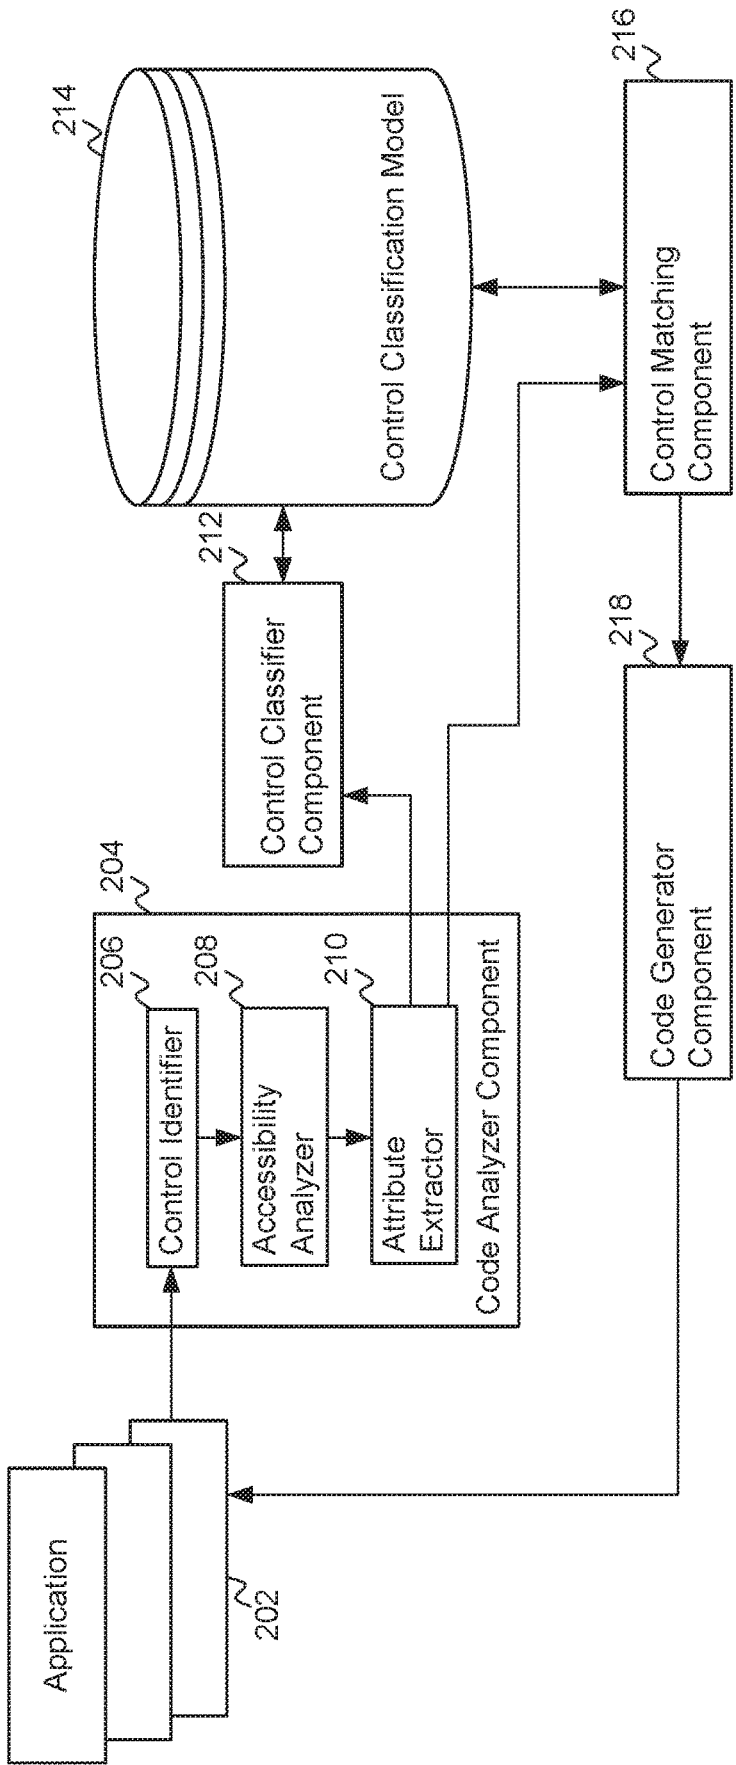 Application
202
204
Control Identifier
206
Accessibility
Analyzer
208
Attribute
Extractor
210
Code Analyzer Component
Control Classifier
Component
212
214
Control Classification Model
Control Matching
Component
216
Code Generator
Component
218